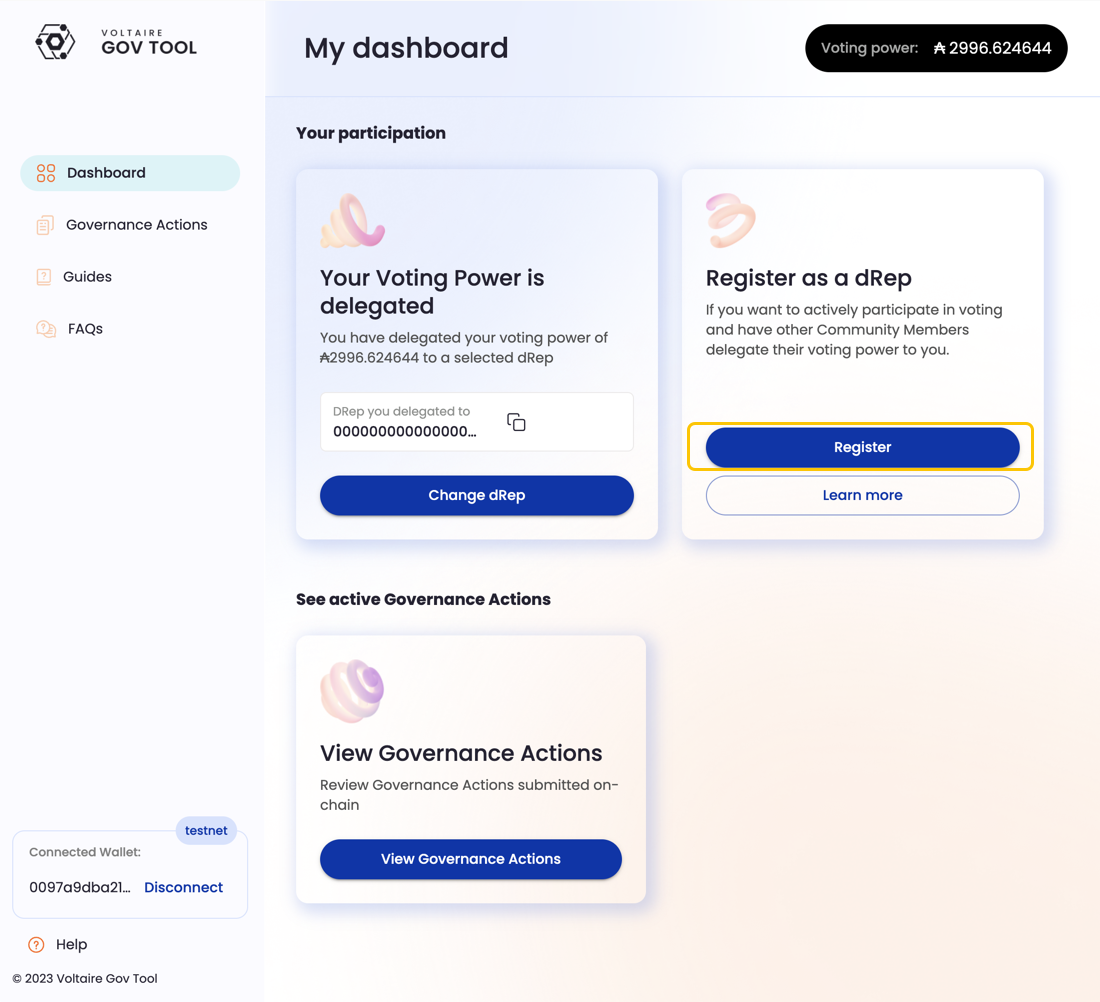 VOLTAIRE
GOV TOOL
Dashboard
Governance Actions
Guides
FAQs
testnet
Connected Wallet:
0097a9dba21... Disconnect
Help
© 2023 Voltaire Gov Tool
My dashboard
Voting power: ₳ 2996.624644
Your participation
Your Voting Power is
delegated
You have delegated your voting power of
₳2996.624644 to a selected dRep
DRep you delegated to
000000000000000...
Change dRep
Register as a dRep
If you want to actively participate in voting
and have other Community Members
delegate their voting power to you.
Register
Learn more
See active Governance Actions
View Governance Actions
Review Governance Actions submitted on-
chain
View Governance Actions